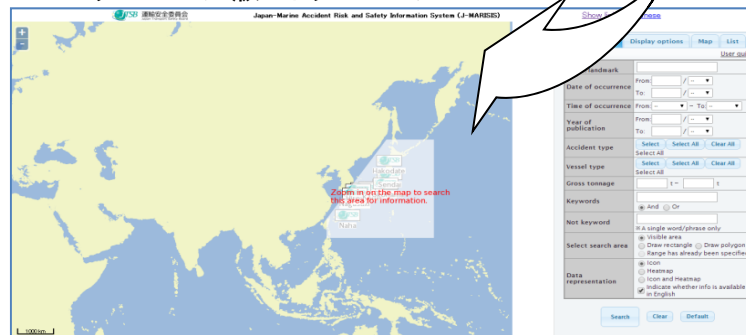 JTSB 運輸安全委員会 Japan-Marine Accident Risk and Safety Information System (J-MARISIS)
Display options Map List
User
landmark
Date of occurrence From: / --
To: / --
Time of occurrence From -- ~ To --
Year of publication From: / --
To: / --
Accident type Select Select All Clear All
Select All
Vessel type Select Select All Clear All
Select All
Gross tonnage t ~ t
Keywords
And Or
Not keyword
※A single word/phrase only
Select search area Visible area
Draw rectangle Draw polygon
Range has already been specified
Data representation Icon
Heatmap
Icon and Heatmap
Indicate whether info is available in English
Search Clear Default
+
-
Hakodate
Sendai
Zoom in on the map to search
this area for information.
Naha
1000 km